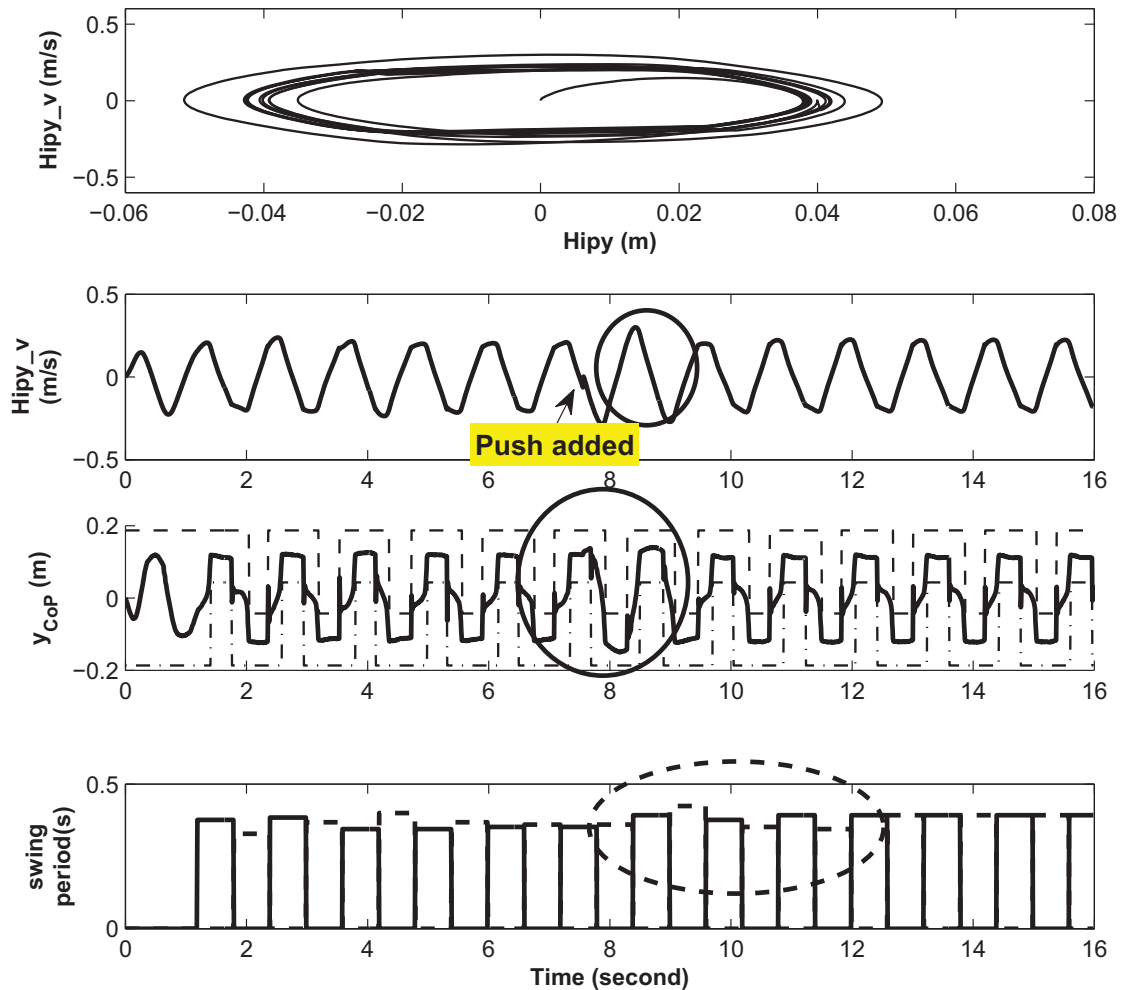 0.5
0
−0.5
Hipy_v (m/s)
−0.06 −0.04 −0.02 0 0.02 0.04 0.06 0.08
Hipy (m)
0.5
0
−0.5
Hipy_v
(m/s)
Push added
0 2 4 6 8 10 12 14 16
0.2
0
−0.2
y_CoP (m)
0 2 4 6 8 10 12 14 16
0.5
0
swing
period(s)
0 2 4 6 8 10 12 14 16
Time (second)